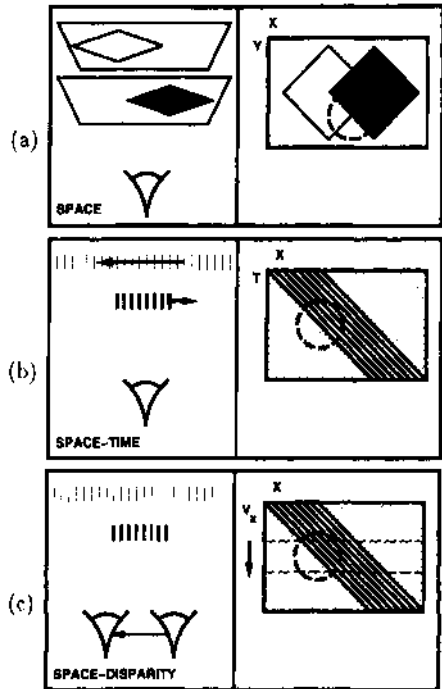 (a)
SPACE
X
Y
(b)
SPACE-TIME
X
T
(c)
SPACE-DISPARITY
X
Vx